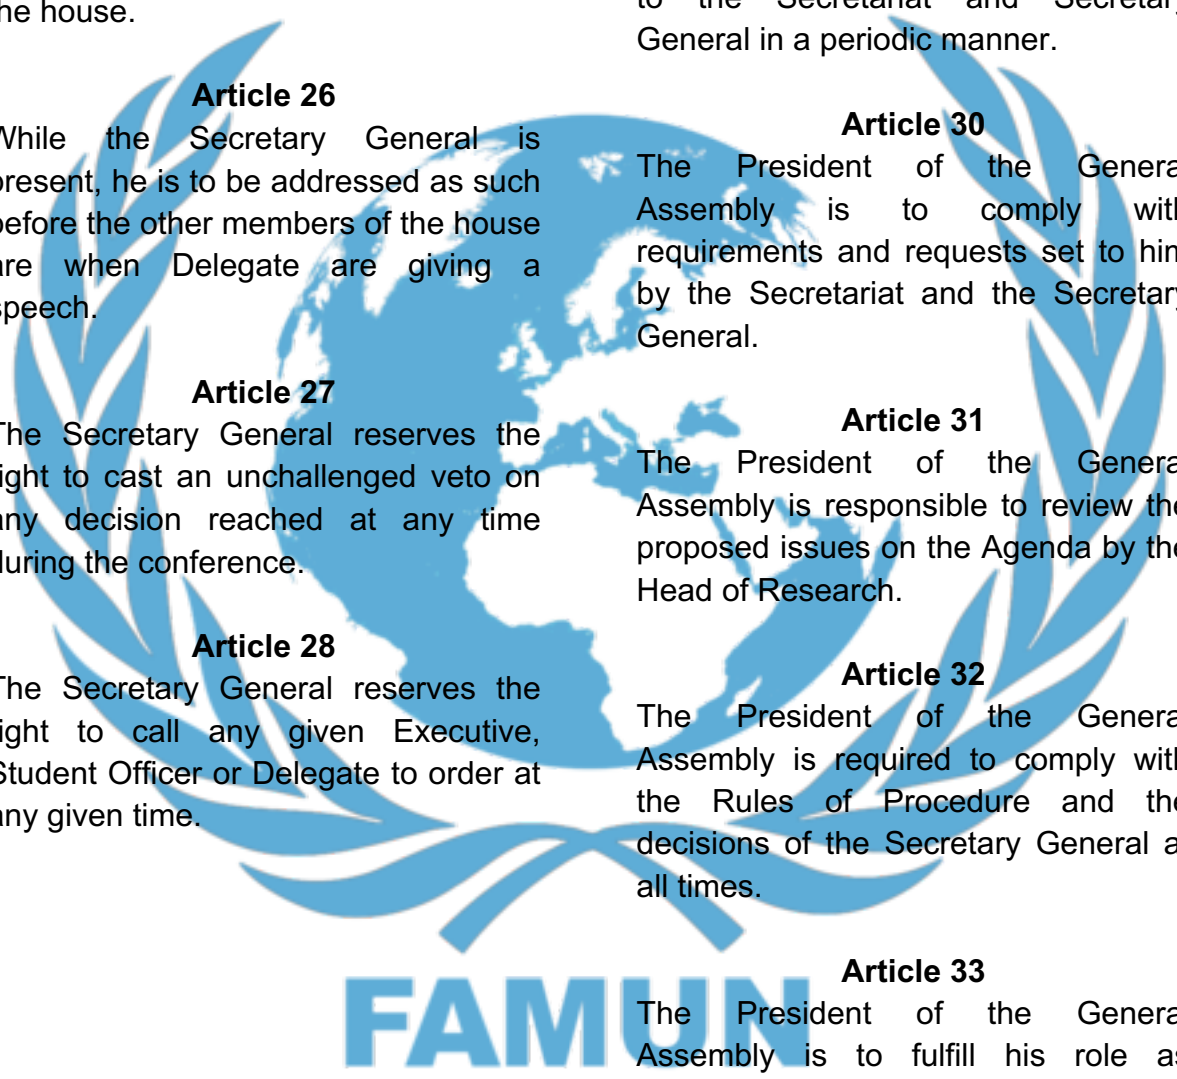 the house.
Article 26
While the Secretary General is
present, he is to be addressed as such
before the other members of the house
are when Delegate are giving a
speech.
Article 27
The Secretary General reserves the
right to cast an unchallenged veto on
any decision reached at any time
during the conference.
Article 28
The Secretary General reserves the
right to call any given Executive,
Student Officer or Delegate to order at
any given time.
to the Secretariat and Secretary
General in a periodic manner.
Article 30
The President of the General
Assembly is to comply with
requirements and requests set to him
by the Secretariat and the Secretary
General.
Article 31
The President of the General
Assembly is responsible to review the
proposed issues on the Agenda by the
Head of Research.
Article 32
The President of the General
Assembly is required to comply with
the Rules of Procedure and the
decisions of the Secretary General at
all times.
Article 33
The President of the General
Assembly is to fulfill his role as
FAMUN